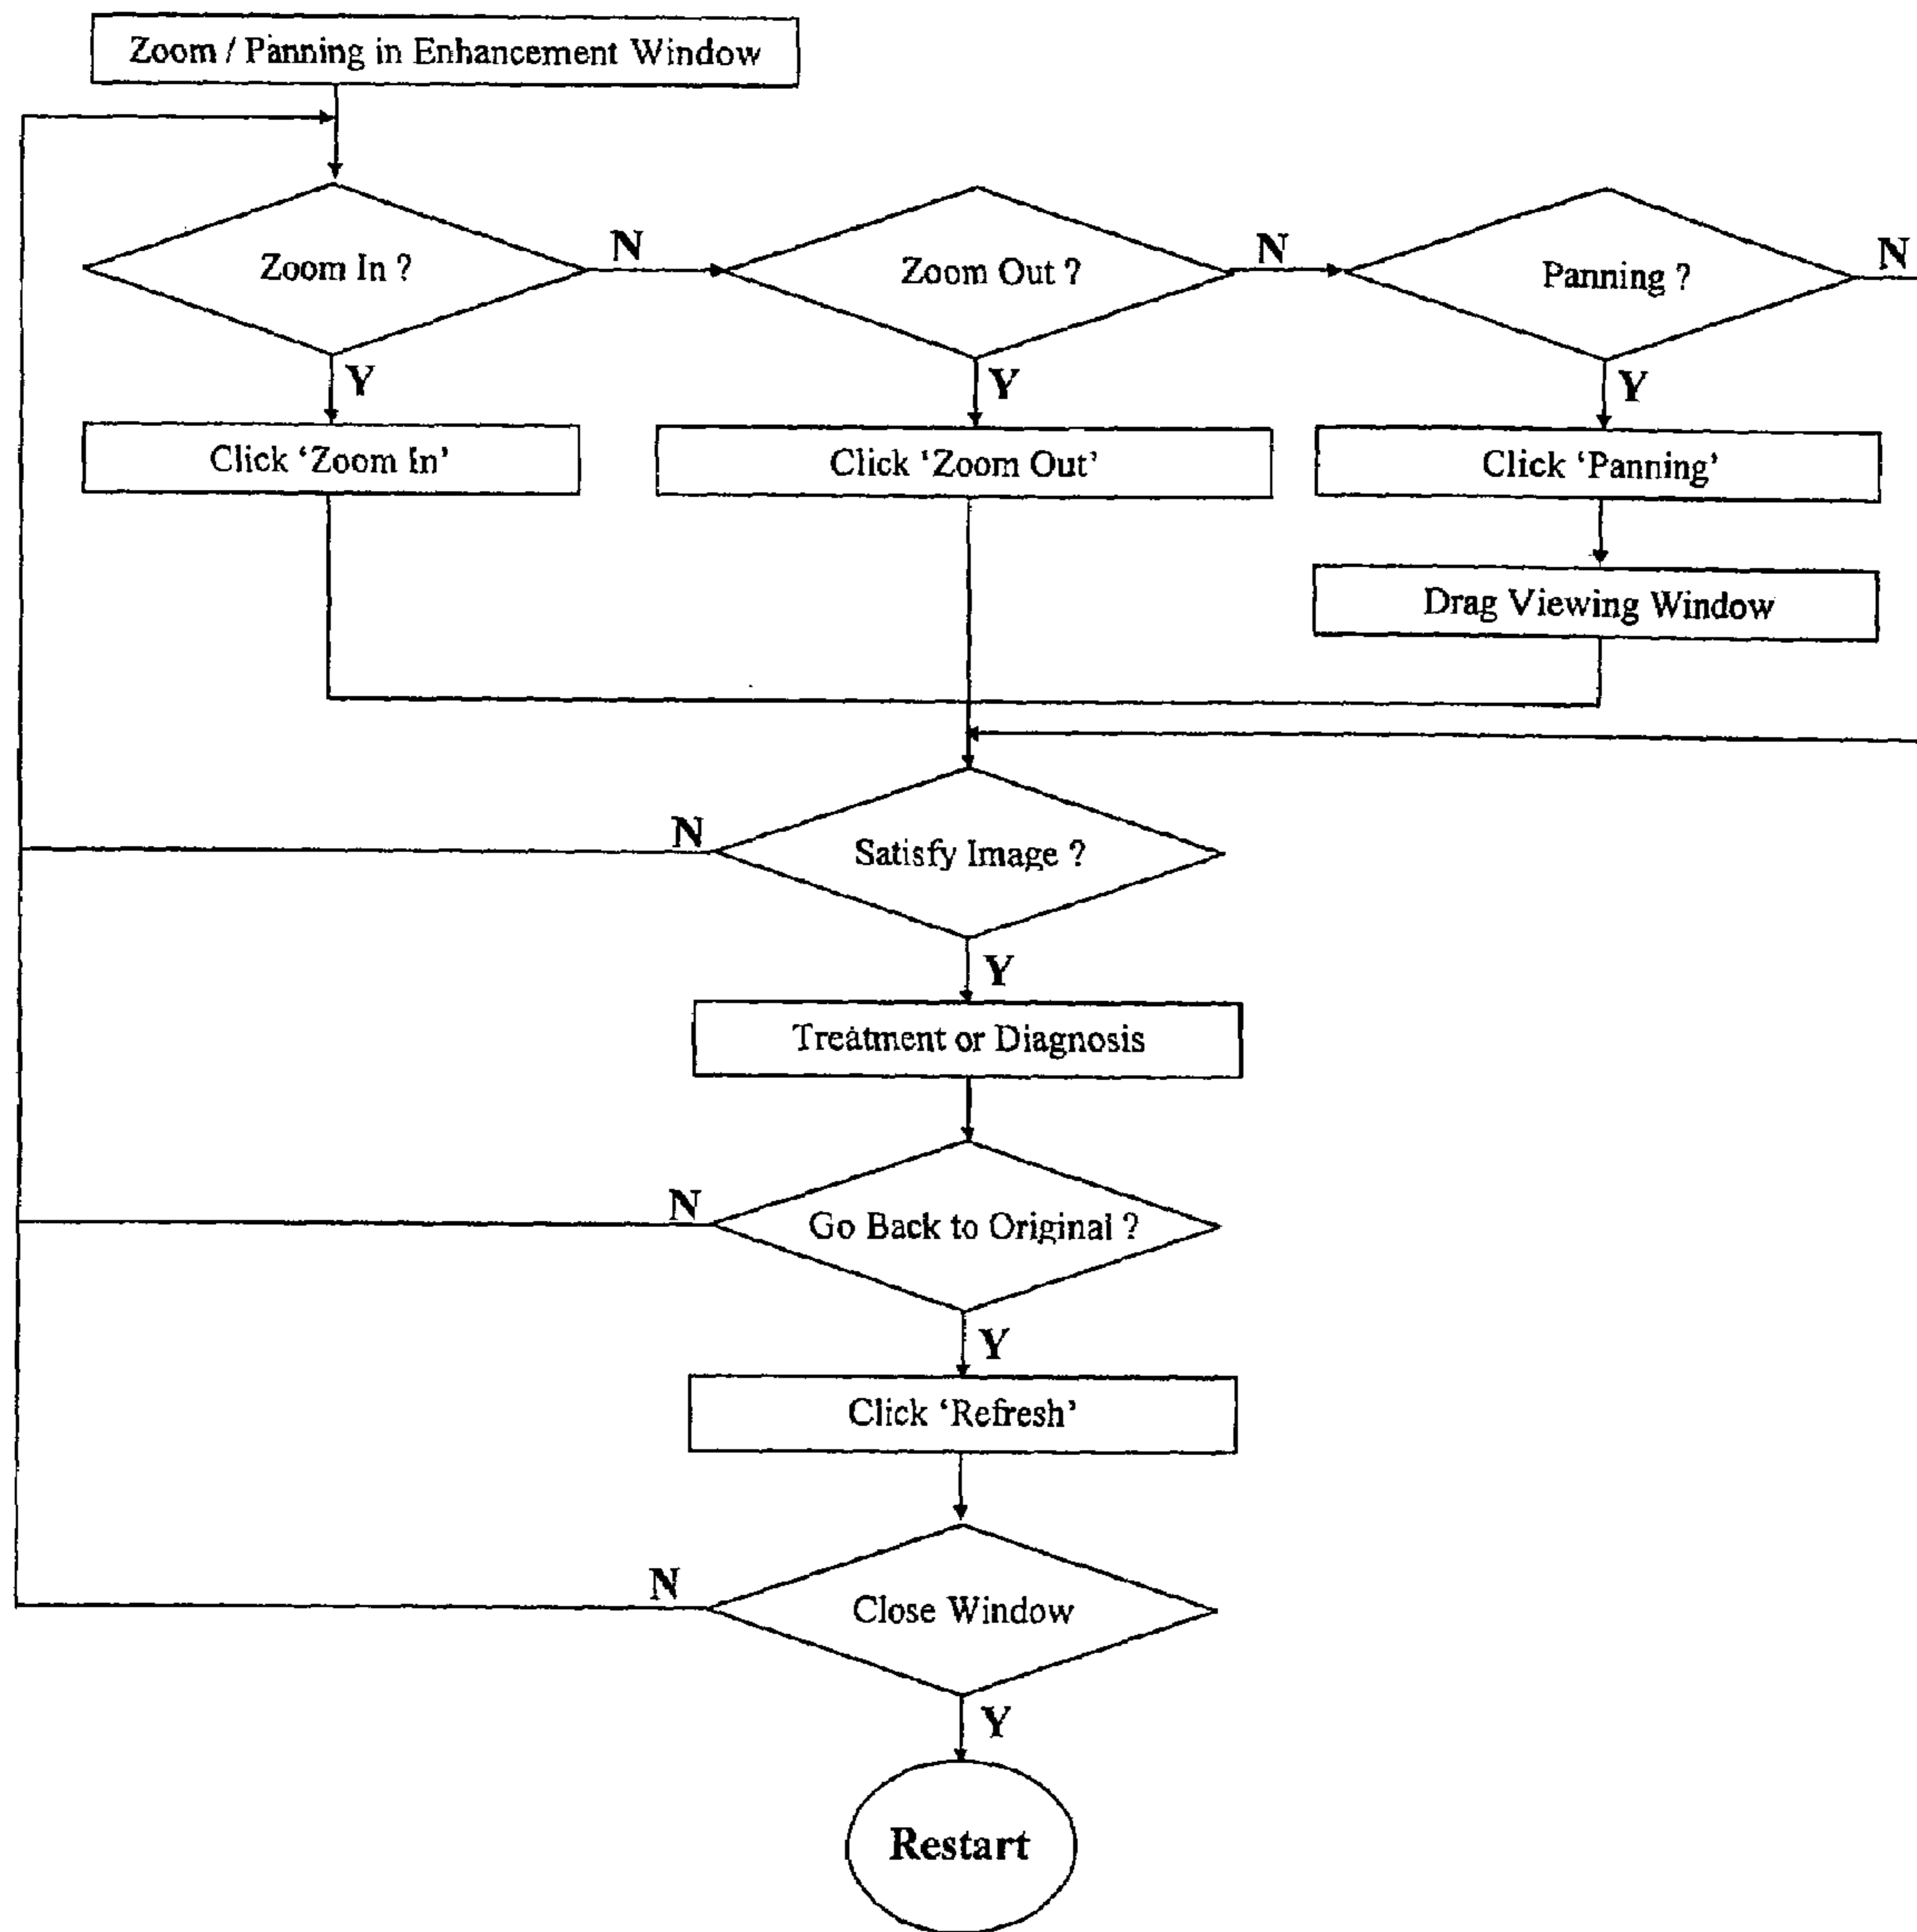 Zoom / Panning in Enhancement Window
Zoom In ?
N
Zoom Out ?
N
Panning ?
N
Y
Y
Y
Click ‘Zoom In’
Click ‘Zoom Out’
Click ‘Panning’
Drag Viewing Window
N
Satisfy Image ?
Y
Treatment or Diagnosis
N
Go Back to Original ?
Y
Click ‘Refresh’
N
Close Window
Y
Restart